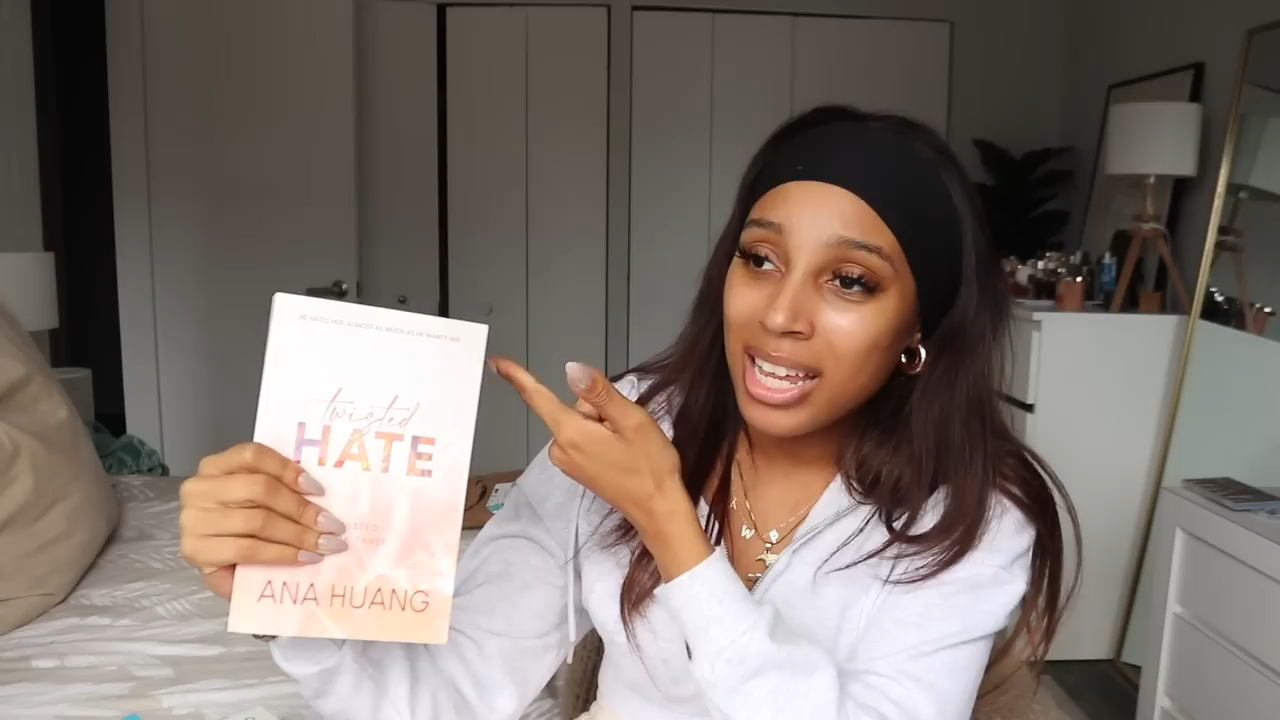 HE HATES HER ALMOST AS MUCH AS HE WANTS HER
twisted
HATE
ANA HUANG